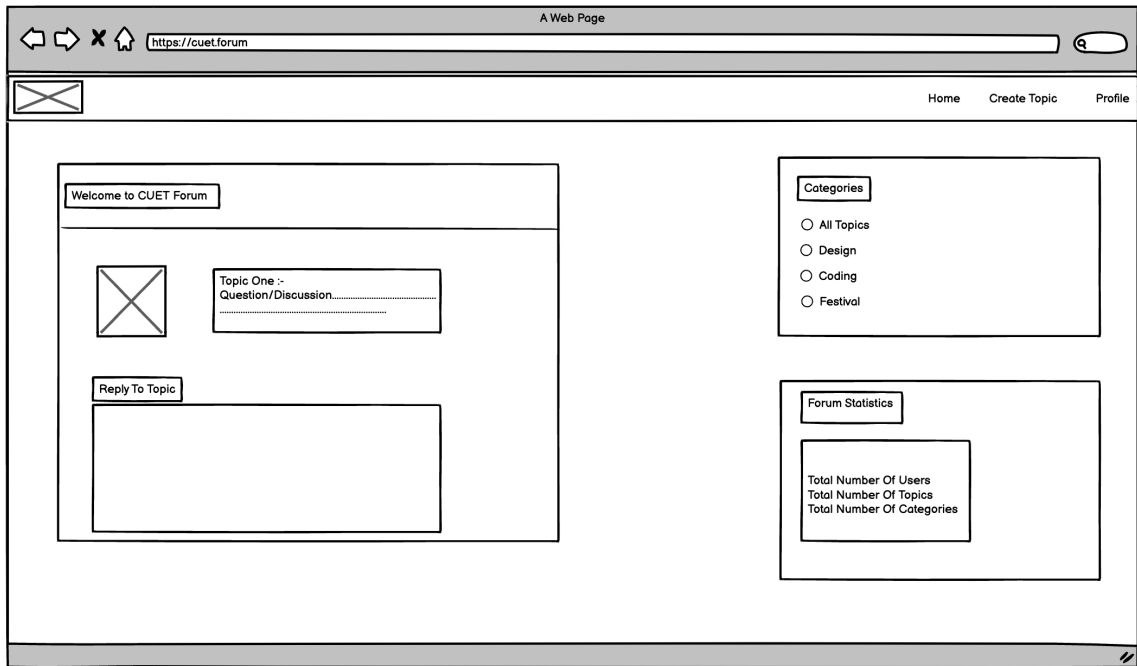 A Web Page
https://cuet.forum
Home Create Topic Profile
Welcome to CUET Forum
Topic One :-
Question/Discussion..............................................
..........................................................................
Reply To Topic
Categories
All Topics
Design
Coding
Festival
Forum Statistics
Total Number Of Users
Total Number Of Topics
Total Number Of Categories